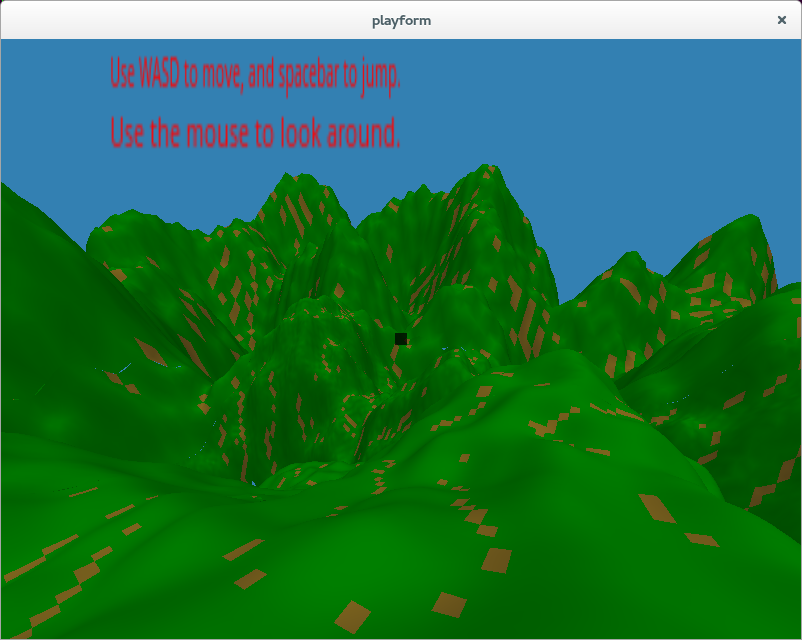 playform
Use WASD to move, and spacebar to jump.
Use the mouse to look around.